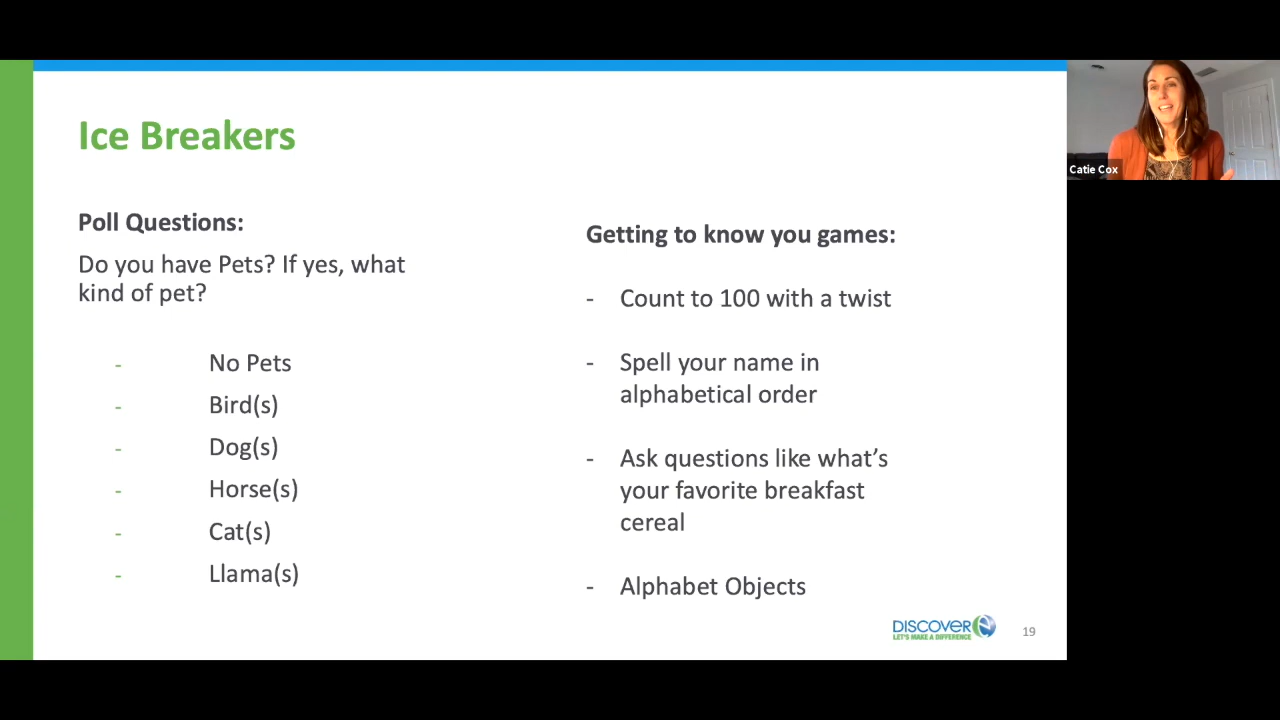 Ice Breakers
Poll Questions:
Do you have Pets? If yes, what
kind of pet?
- No Pets
- Bird(s)
- Dog(s)
- Horse(s)
- Cat(s)
- Llama(s)
Getting to know you games:
- Count to 100 with a twist
- Spell your name in
alphabetical order
- Ask questions like what’s
your favorite breakfast
cereal
- Alphabet Objects
DISCOVER e
LET'S MAKE A DIFFERENCE
19
Catie Cox